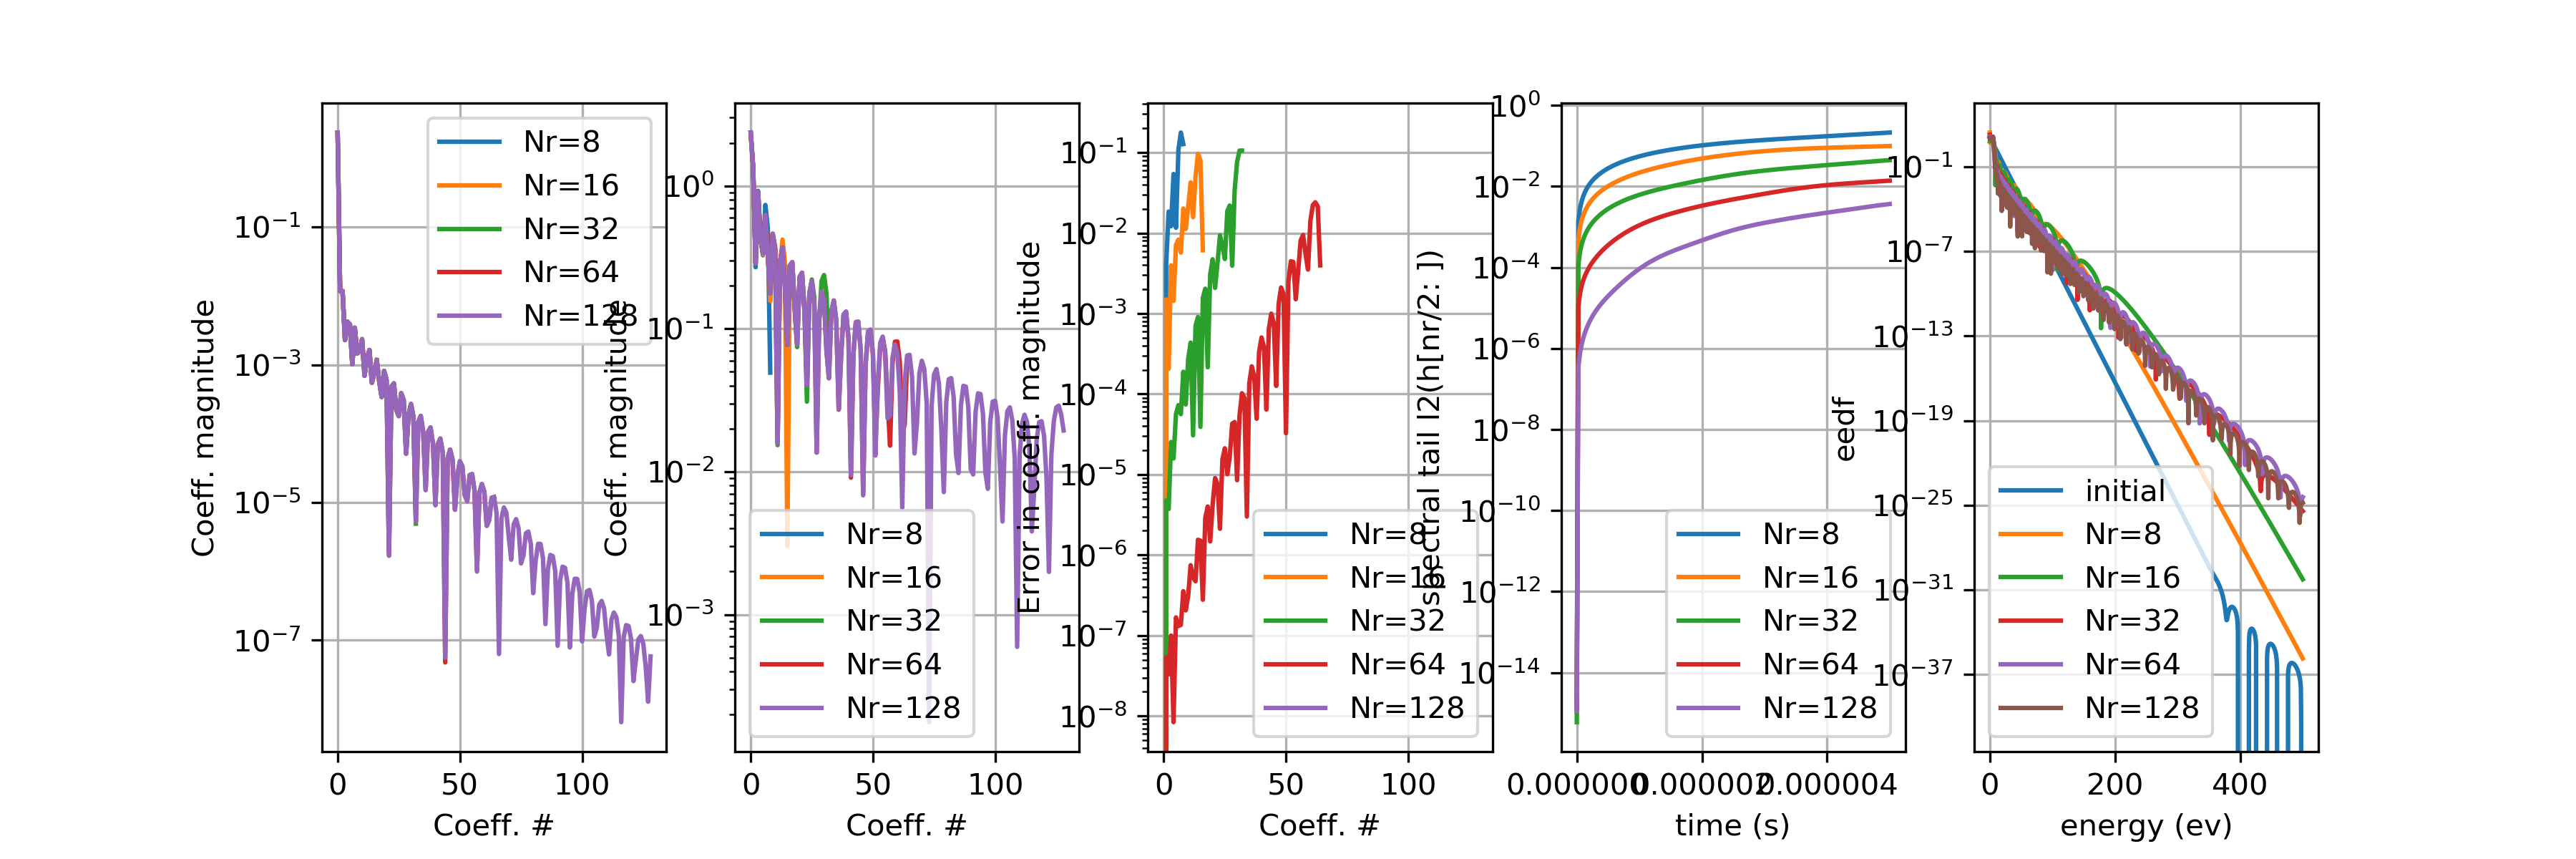 Coeff. magnitude
10⁻¹
10⁻³
10⁻⁵
10⁻⁷
0 50 100
Coeff. #
Nr=8
Nr=16
Nr=32
Nr=64
Nr=128
Coeff. magnitude
10⁰
10⁻¹
10⁻²
10⁻³
0 50 100
Coeff. #
Nr=8
Nr=16
Nr=32
Nr=64
Nr=128
Error in coeff. magnitude
10⁻¹
10⁻²
10⁻³
10⁻⁴
10⁻⁵
10⁻⁶
10⁻⁷
10⁻⁸
0 50 100
Coeff. #
Nr=8
Nr=16
Nr=32
Nr=64
Nr=128
spectral tail l2(h[nr/2: ])
10⁰
10⁻²
10⁻⁴
10⁻⁶
10⁻⁸
10⁻¹⁰
10⁻¹²
10⁻¹⁴
0.000000 0.000002 0.000004
time (s)
Nr=8
Nr=16
Nr=32
Nr=64
Nr=128
eedf
10⁻¹
10⁻⁷
10⁻¹³
10⁻¹⁹
10⁻²⁵
10⁻³¹
10⁻³⁷
0 200 400
energy (ev)
initial
Nr=8
Nr=16
Nr=32
Nr=64
Nr=128